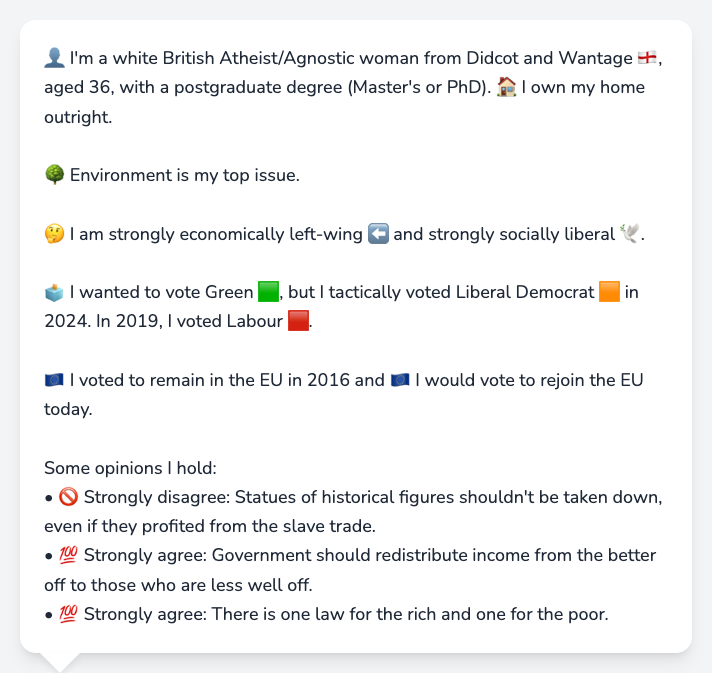 👤 I'm a white British Atheist/Agnostic woman from Didcot and Wantage 🏴󠁧󠁢󠁥󠁮󠁧󠁿,
aged 36, with a postgraduate degree (Master's or PhD). 🏠 I own my home
outright.
🌳 Environment is my top issue.
🤔 I am strongly economically left-wing ⬅️ and strongly socially liberal 🕊️.
🗳️ I wanted to vote Green 🟩, but I tactically voted Liberal Democrat 🟧 in
2024. In 2019, I voted Labour 🟥.
🇪🇺 I voted to remain in the EU in 2016 and 🇪🇺 I would vote to rejoin the EU
today.
Some opinions I hold:
• 🚫 Strongly disagree: Statues of historical figures shouldn't be taken down,
even if they profited from the slave trade.
• 💯 Strongly agree: Government should redistribute income from the better
off to those who are less well off.
• 💯 Strongly agree: There is one law for the rich and one for the poor.